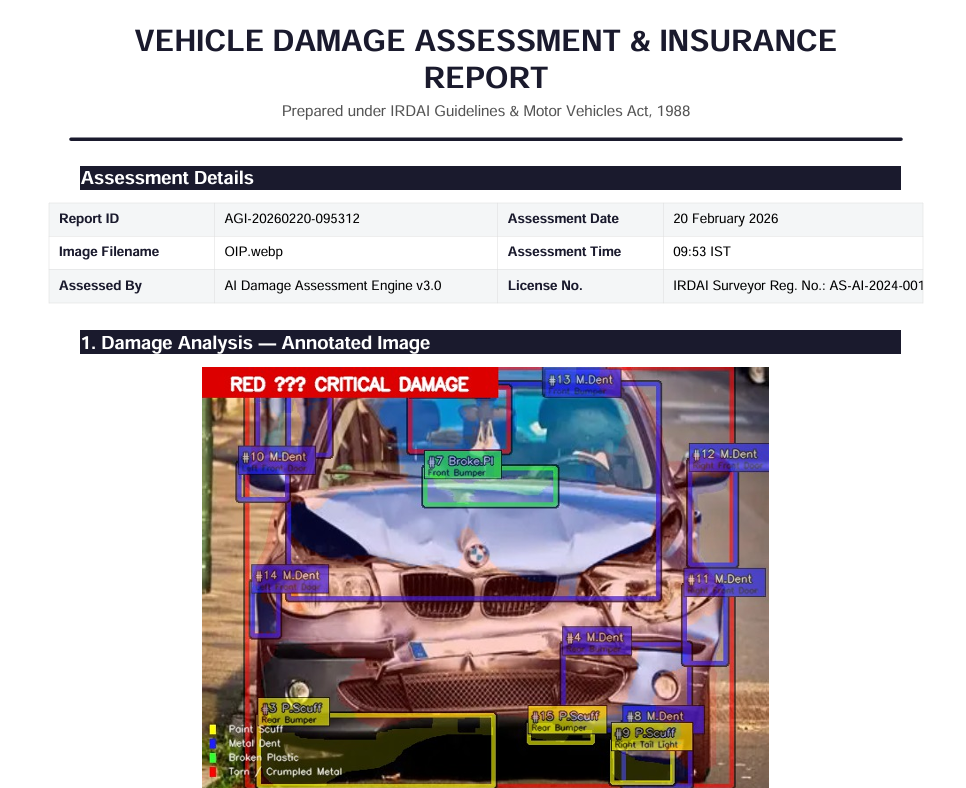 VEHICLE DAMAGE ASSESSMENT & INSURANCE
REPORT
Prepared under IRDAI Guidelines & Motor Vehicles Act, 1988
Assessment Details
Report ID AGI-20260220-095312 Assessment Date 20 February 2026
Image Filename OIP.webp Assessment Time 09:53 IST
Assessed By AI Damage Assessment Engine v3.0 License No. IRDAI Surveyor Reg. No.: AS-AI-2024-001
1. Damage Analysis — Annotated Image
RED ??? CRITICAL DAMAGE
#13 M.Dent
Front Bumper
#10 M.Dent
Left Front Door
#7 Broke.Pl
Front Bumper
#12 M.Dent
Right Front Door
#14 M.Dent
Left Front Door
#11 M.Dent
Right Front Door
#4 M.Dent
Rear Bumper
#3 P.Scuff
Rear Bumper
#15 P.Scuff
Rear Bumper
#8 M.Dent
#9 P.Scuff
Right Tail Light
Paint Scuff
Metal Dent
Broken Plastic
Torn / Crumpled Metal